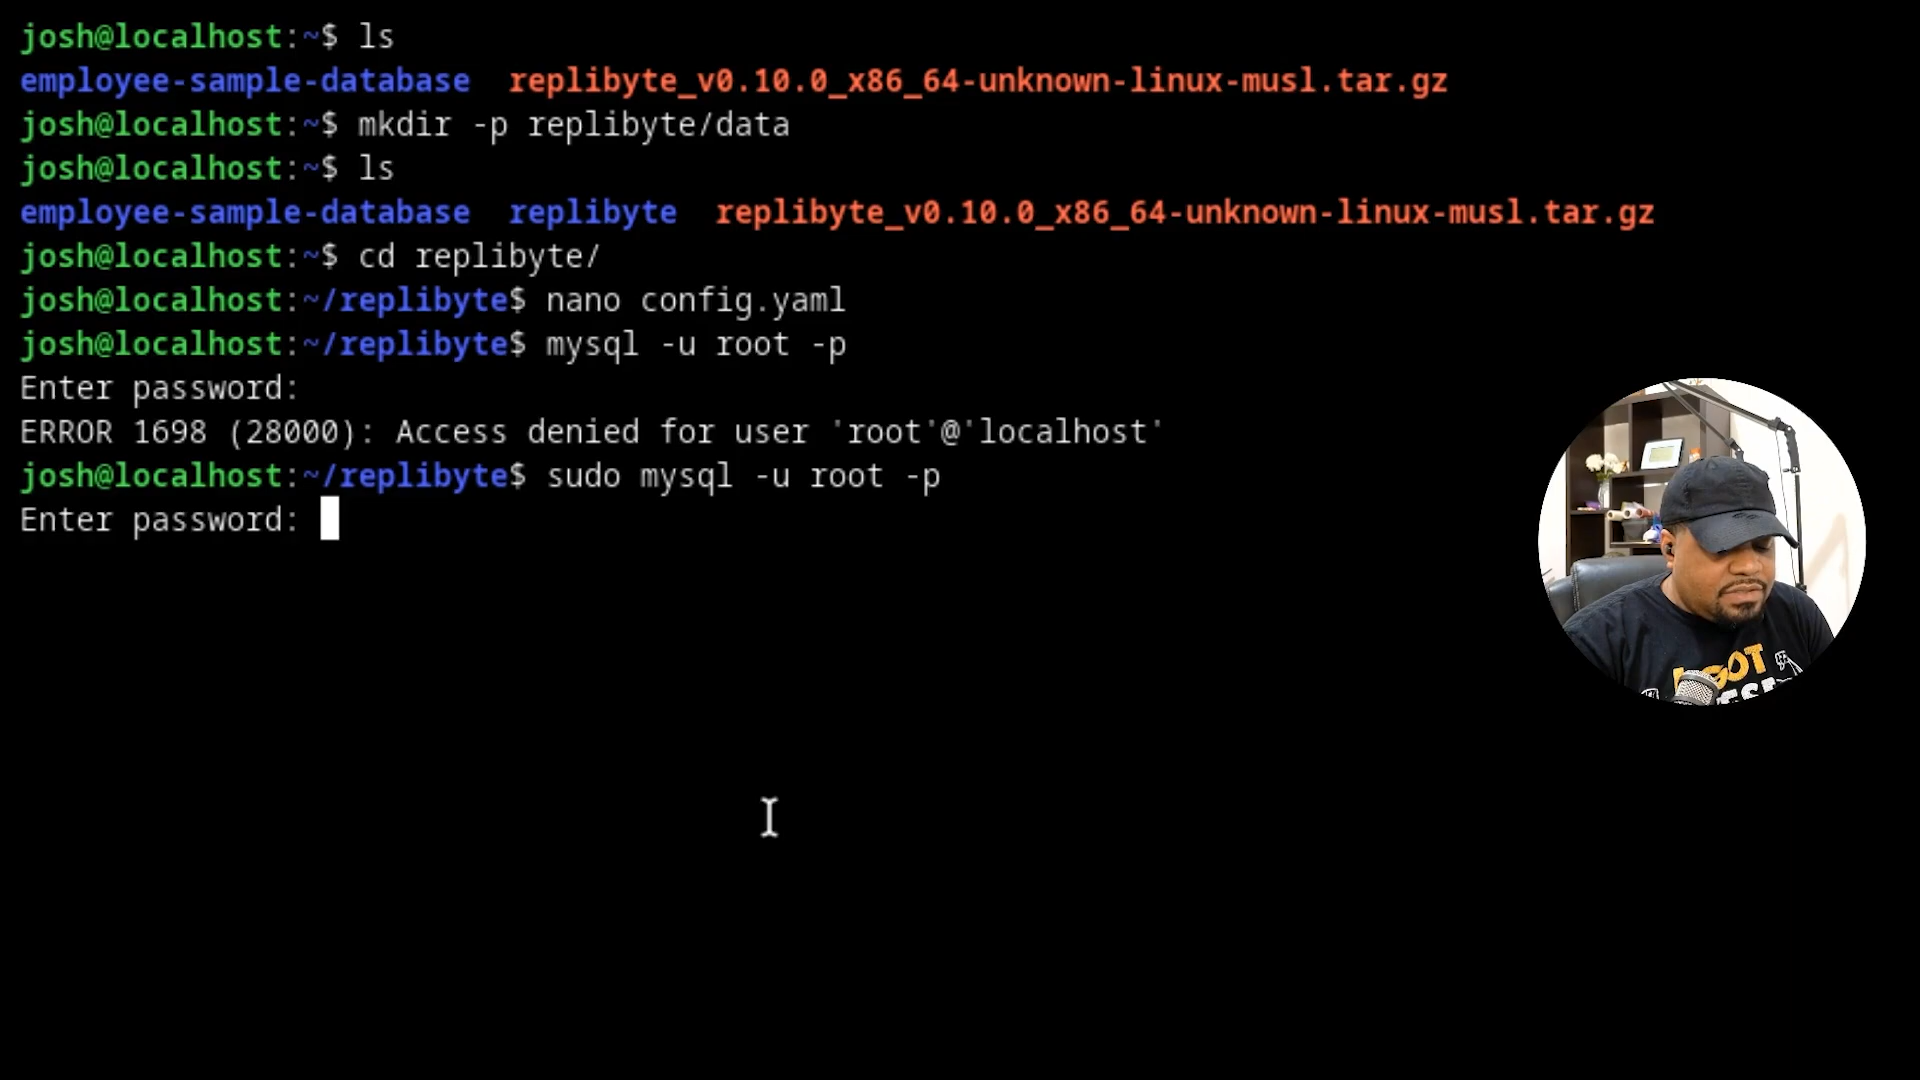 josh@localhost:~$ ls
employee-sample-database  replibyte_v0.10.0_x86_64-unknown-linux-musl.tar.gz
josh@localhost:~$ mkdir -p replibyte/data
josh@localhost:~$ ls
employee-sample-database  replibyte  replibyte_v0.10.0_x86_64-unknown-linux-musl.tar.gz
josh@localhost:~$ cd replibyte/
josh@localhost:~/replibyte$ nano config.yaml
josh@localhost:~/replibyte$ mysql -u root -p
Enter password:
ERROR 1698 (28000): Access denied for user 'root'@'localhost'
josh@localhost:~/replibyte$ sudo mysql -u root -p
Enter password: